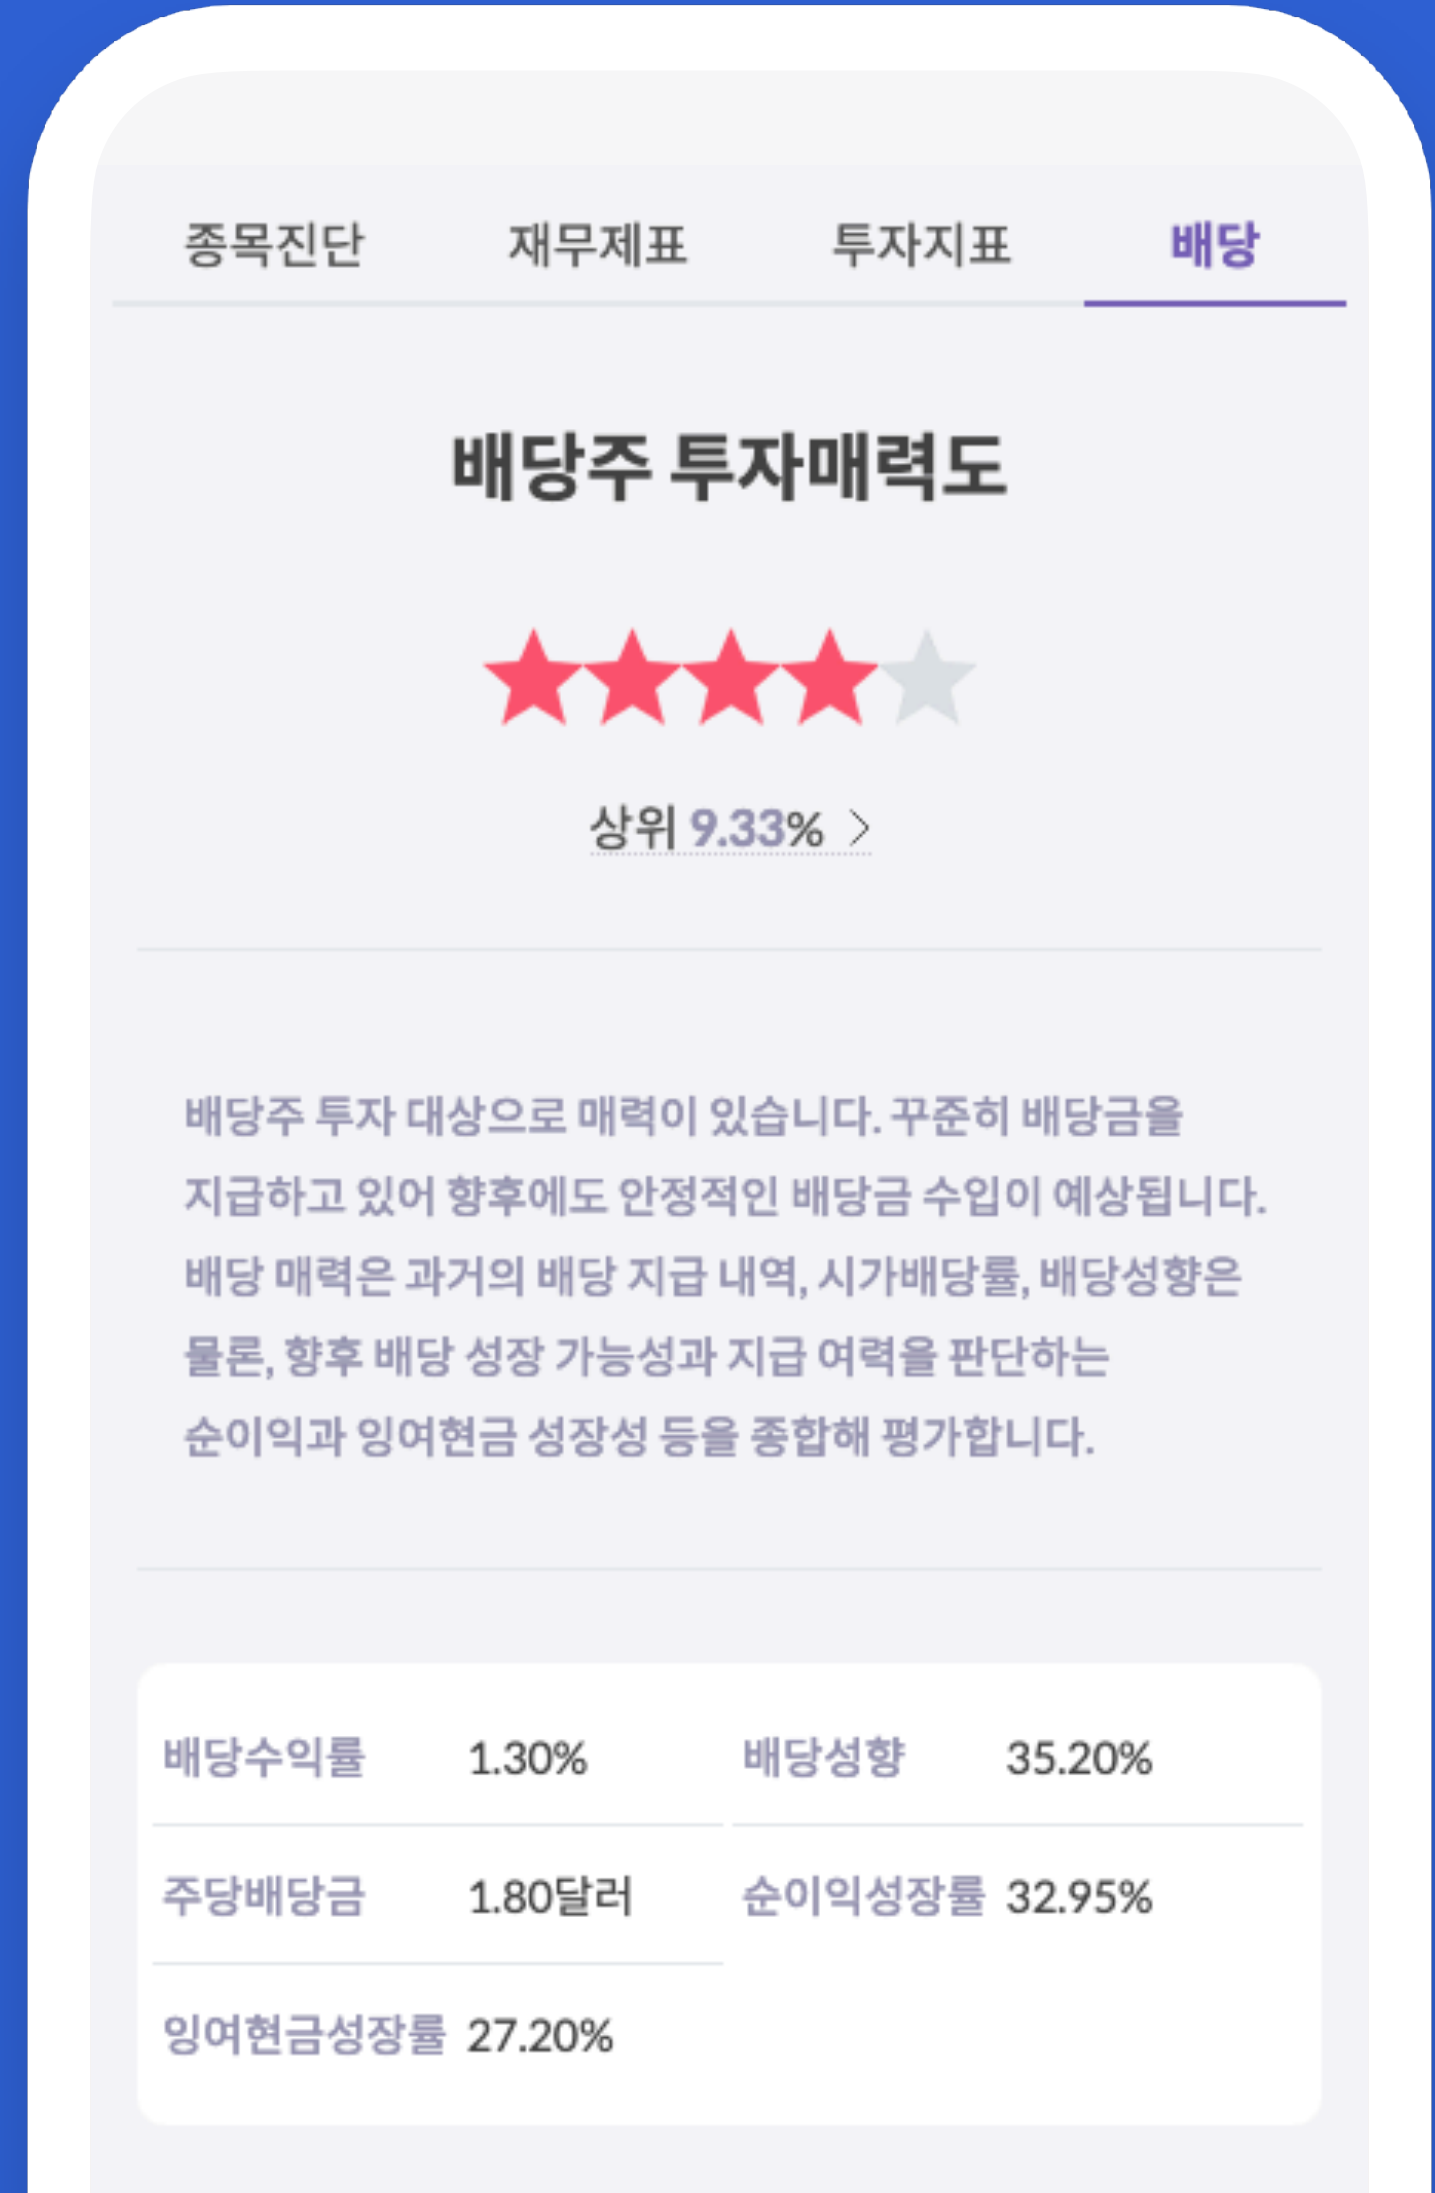 종목진단 재무제표 투자지표 배당
배당주 투자매력도
상위 9.33% >
배당주 투자 대상으로 매력이 있습니다. 꾸준히 배당금을
지급하고 있어 향후에도 안정적인 배당금 수입이 예상됩니다.
배당 매력은 과거의 배당 지급 내역, 시가배당률, 배당성향은
물론, 향후 배당 성장 가능성과 지급 여력을 판단하는
순이익과 잉여현금 성장성 등을 종합해 평가합니다.
배당수익률 1.30% 배당성향 35.20%
주당배당금 1.80달러 순이익성장률 32.95%
잉여현금성장률 27.20%